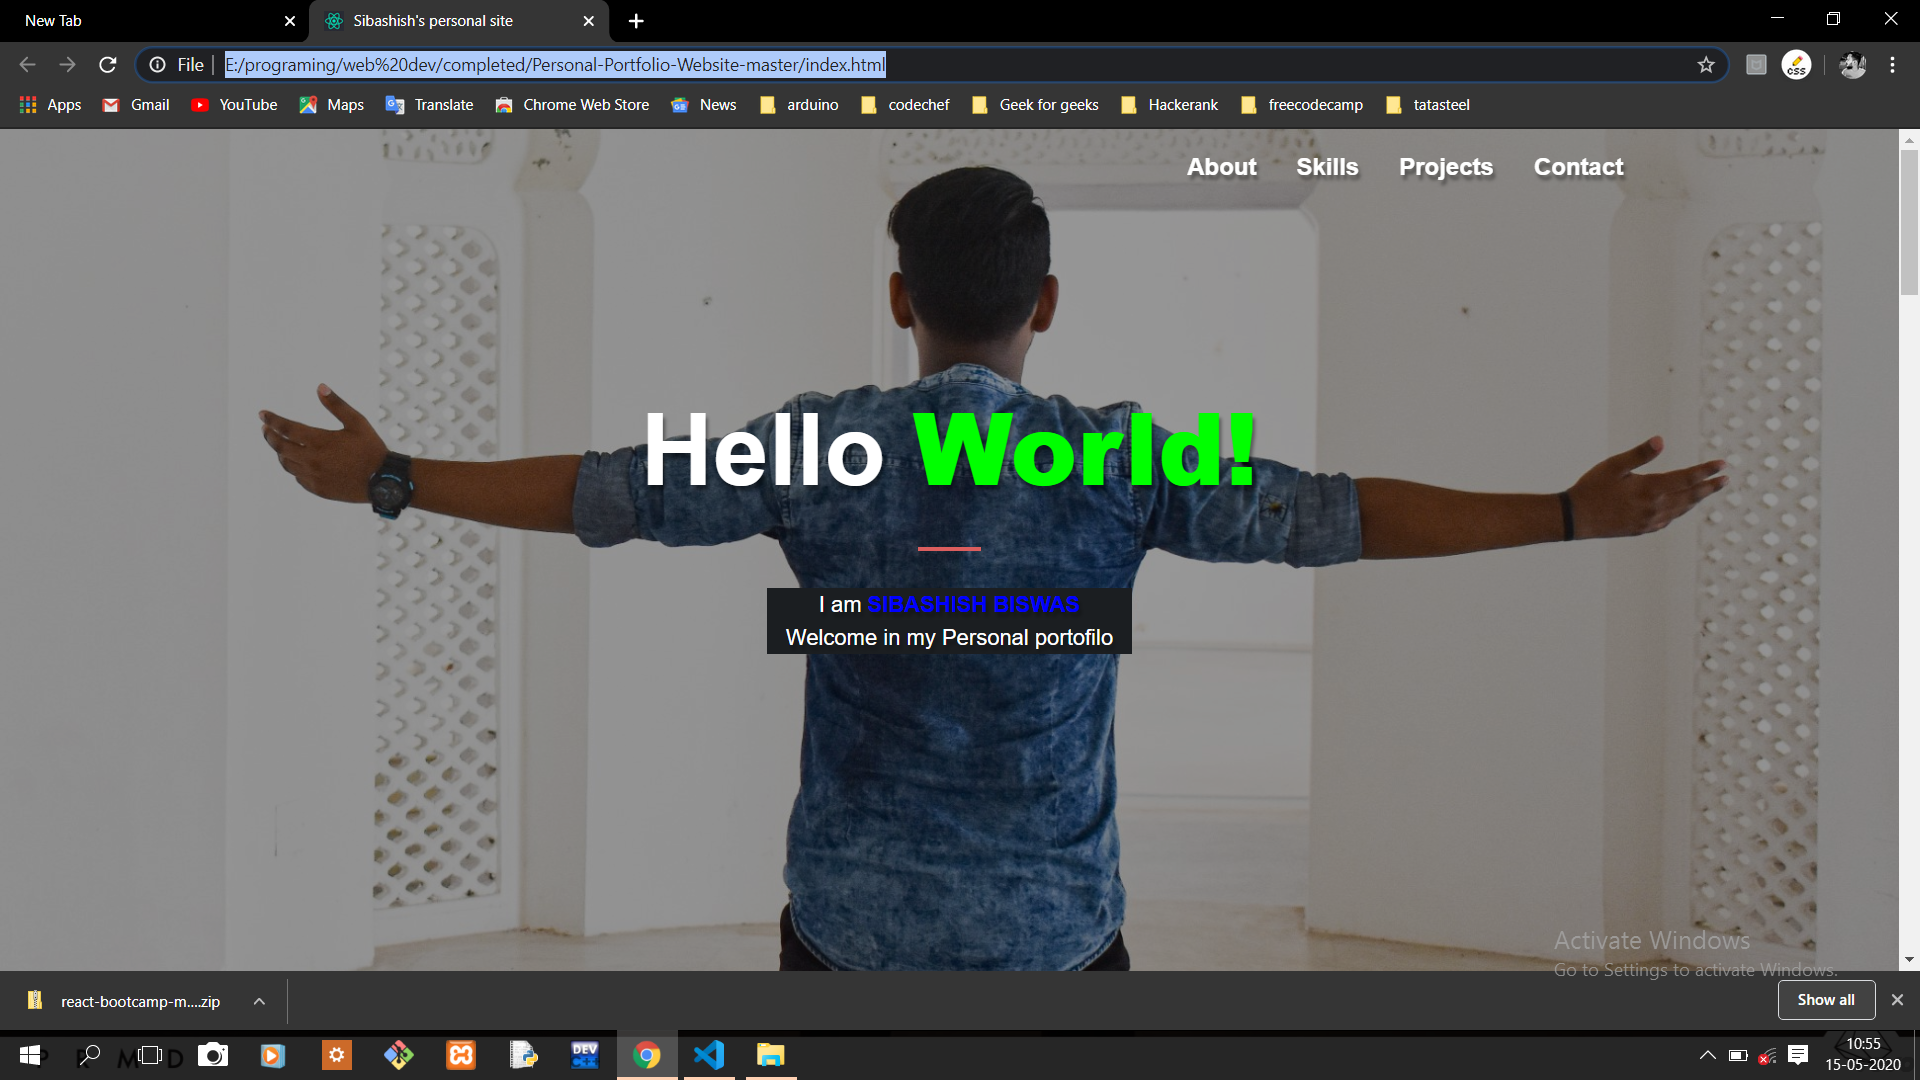 New Tab
Sibashish's personal site
File
E:/programing/web%20dev/completed/Personal-Portfolio-Website-master/index.html
css
Apps
Gmail
YouTube
Maps
Translate
Chrome Web Store
News
arduino
codechef
Geek for geeks
Hackerank
freecodecamp
tatasteel
About
Skills
Projects
Contact
Hello World!
I am SIBASHISH BISWAS
Welcome in my Personal portofilo
Activate Windows
Go to Settings to activate Windows.
react-bootcamp-m....zip
Show all
DEV
C++
10:55
15-05-2020